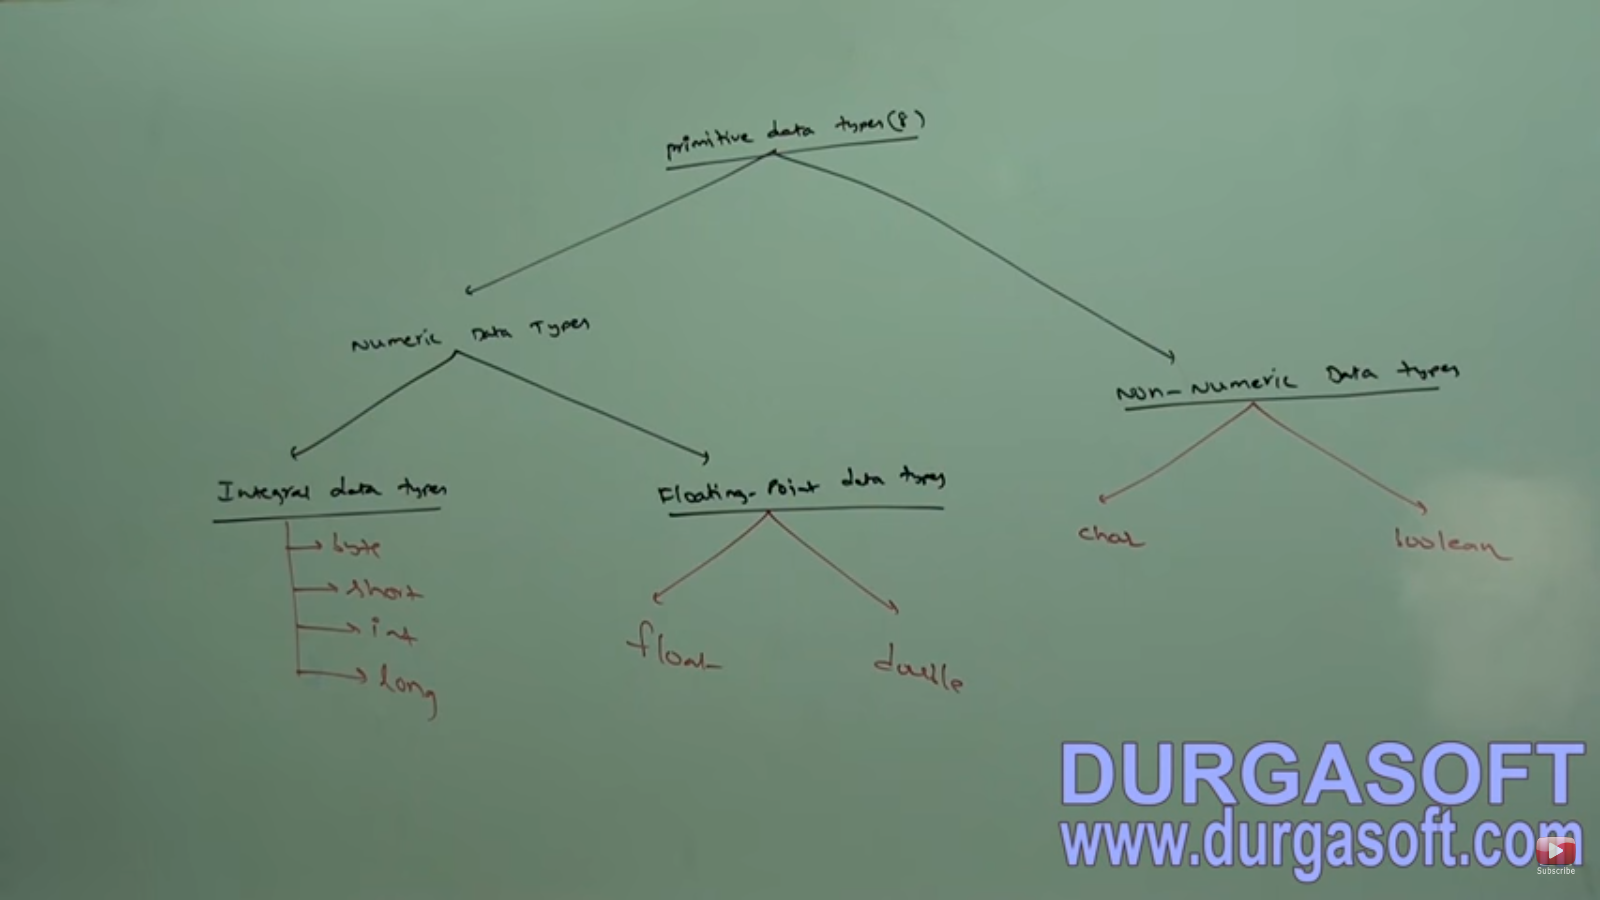 primitive data types(8)
Numeric Data Types
Non-Numeric Data types
Integral data types
Floating-Point data types
byte
short
int
long
float
double
char
boolean
DURGASOFT
www.durgasoft.com
Subscribe